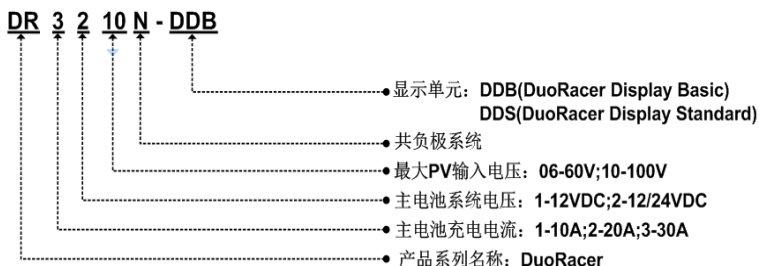 DR 3 2 10 N - DDB
显示单元：DDB(DuoRacer Display Basic)
DDS(DuoRacer Display Standard)
共负极系统
最大PV输入电压：06-60V;10-100V
主电池系统电压：1-12VDC;2-12/24VDC
主电池充电电流：1-10A;2-20A;3-30A
产品系列名称：DuoRacer